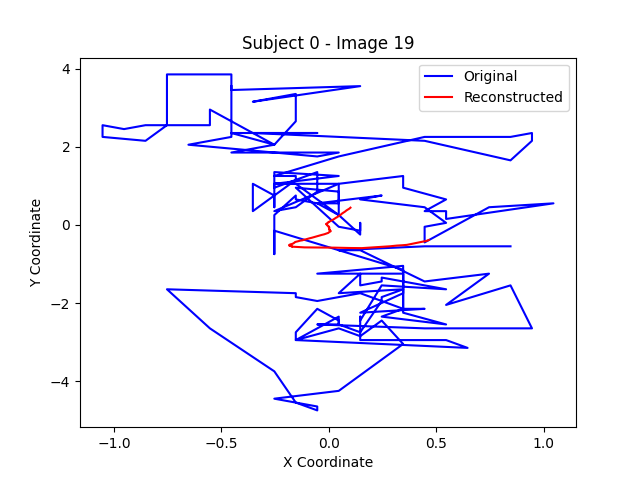 Subject 0 - Image 19
Original
Reconstructed
Y Coordinate
4
2
0
−2
−4
−1.0 −0.5 0.0 0.5 1.0
X Coordinate